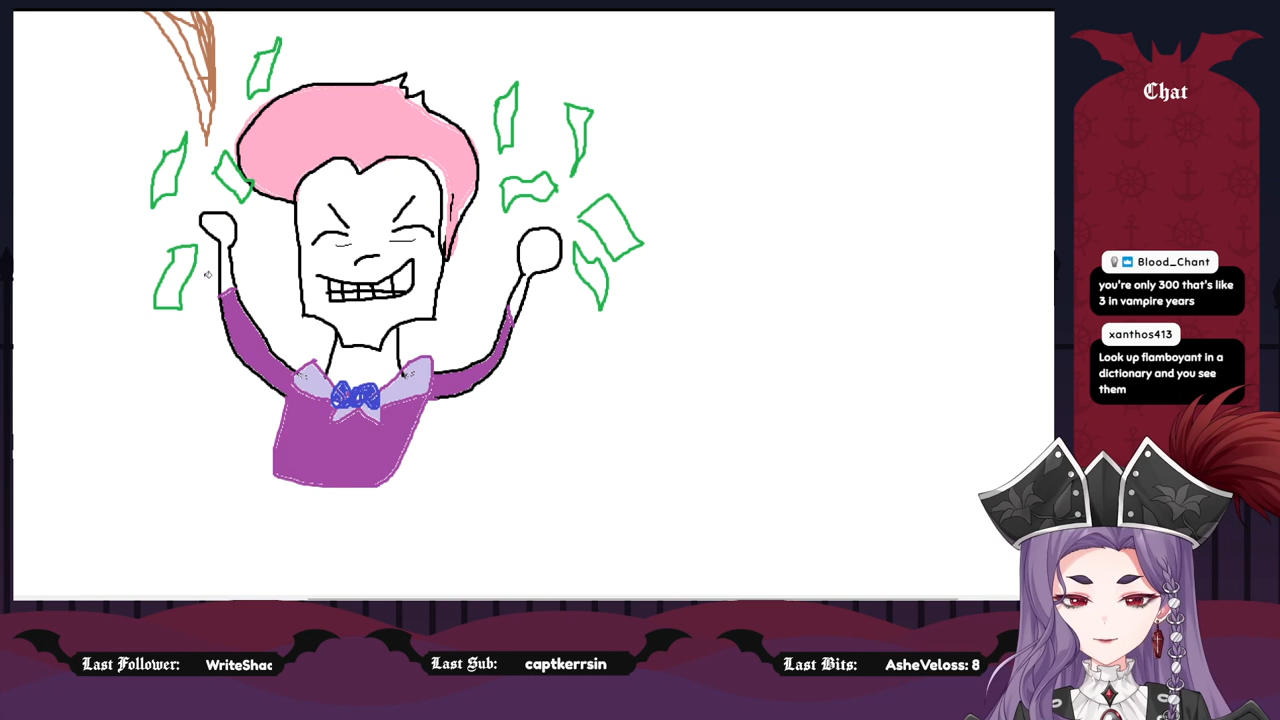 Chat
Blood_Chant
you're only 300 that's like
3 in vampire years
xanthos413
Look up flamboyant in a
dictionary and you see
them
Last Follower: WriteShac
Last Sub: captkerrsin
Last Bits: AsheVeloss: 8